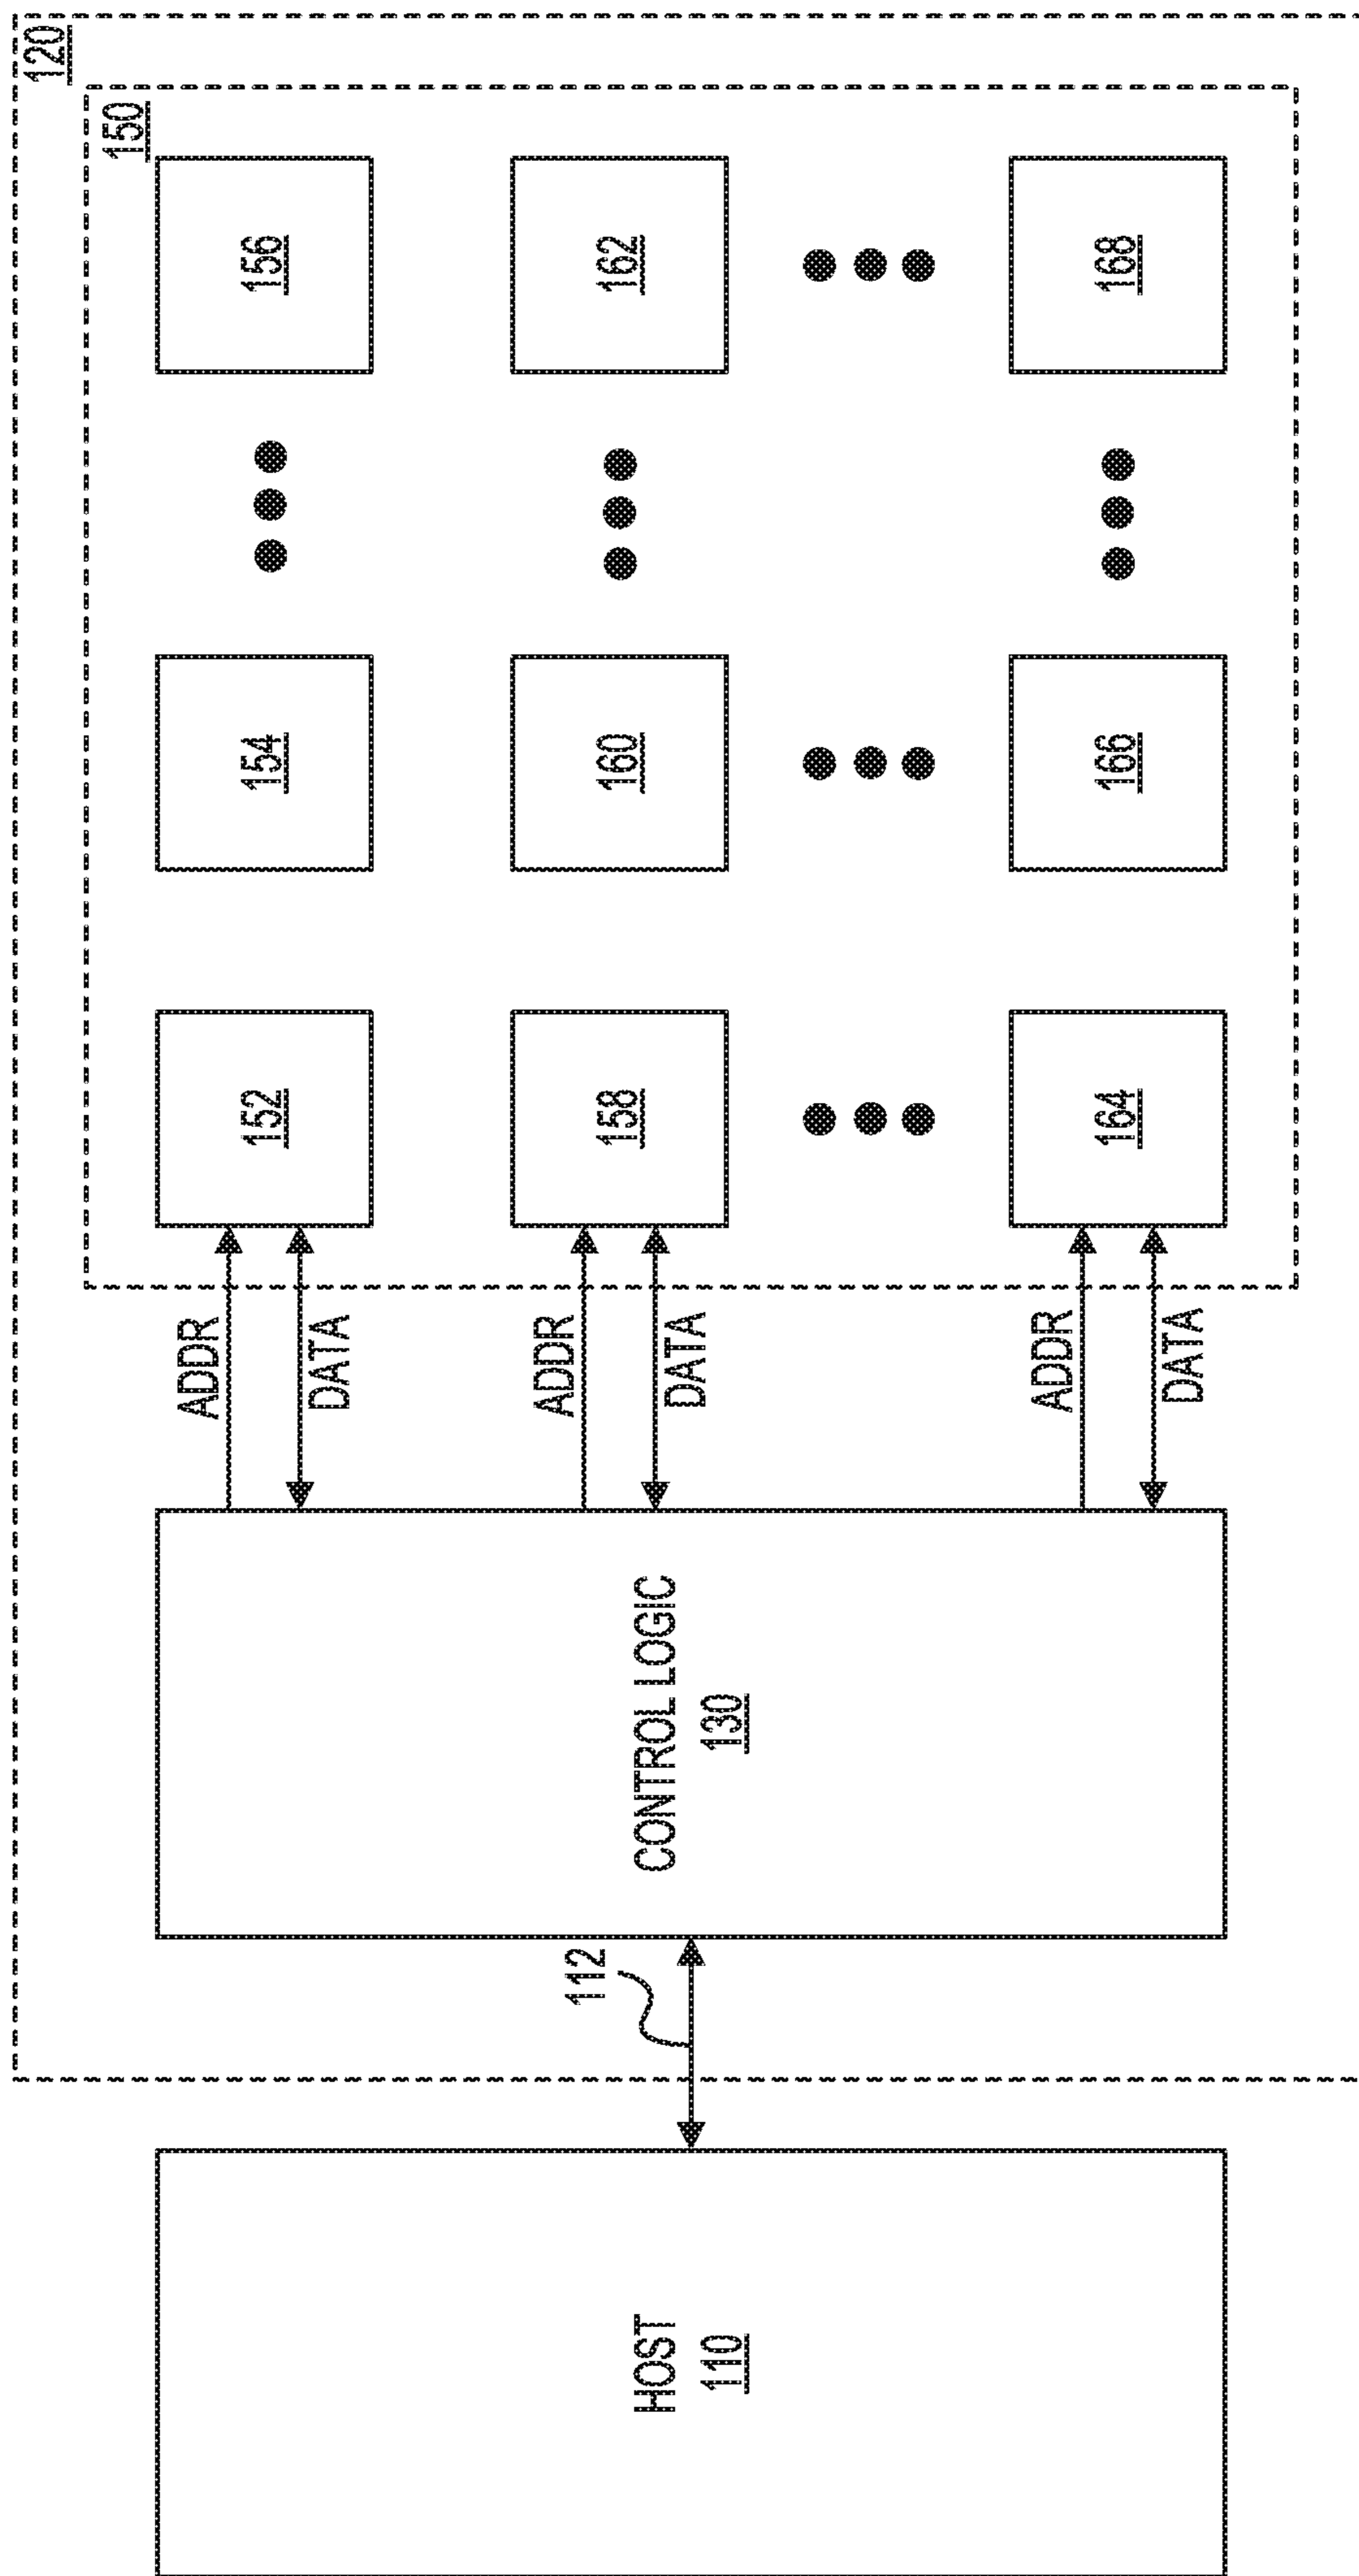 120
150
HOST
110
112
CONTROL LOGIC
130
ADDR
DATA
152
154
156
ADDR
DATA
158
160
162
ADDR
DATA
164
166
168